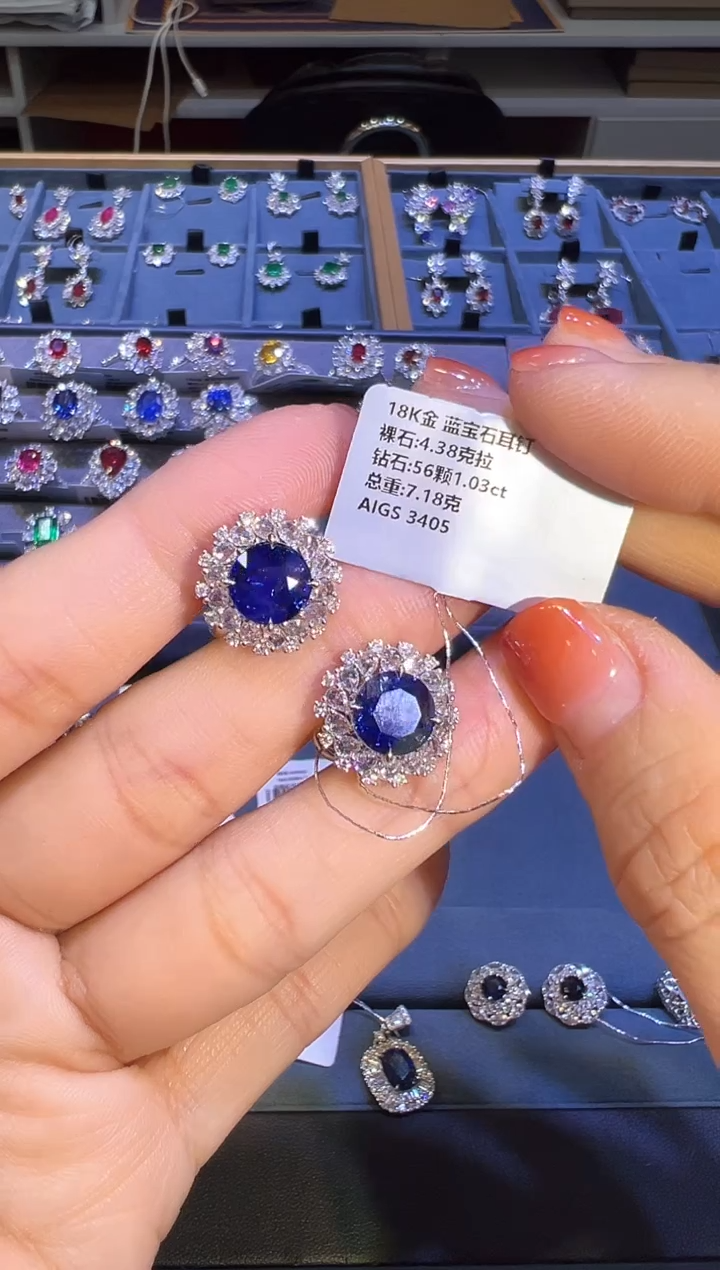 18K金 蓝宝石耳钉
裸石:4.38克拉
钻石:56颗1.03ct
总重:7.18克
AIGS 3405